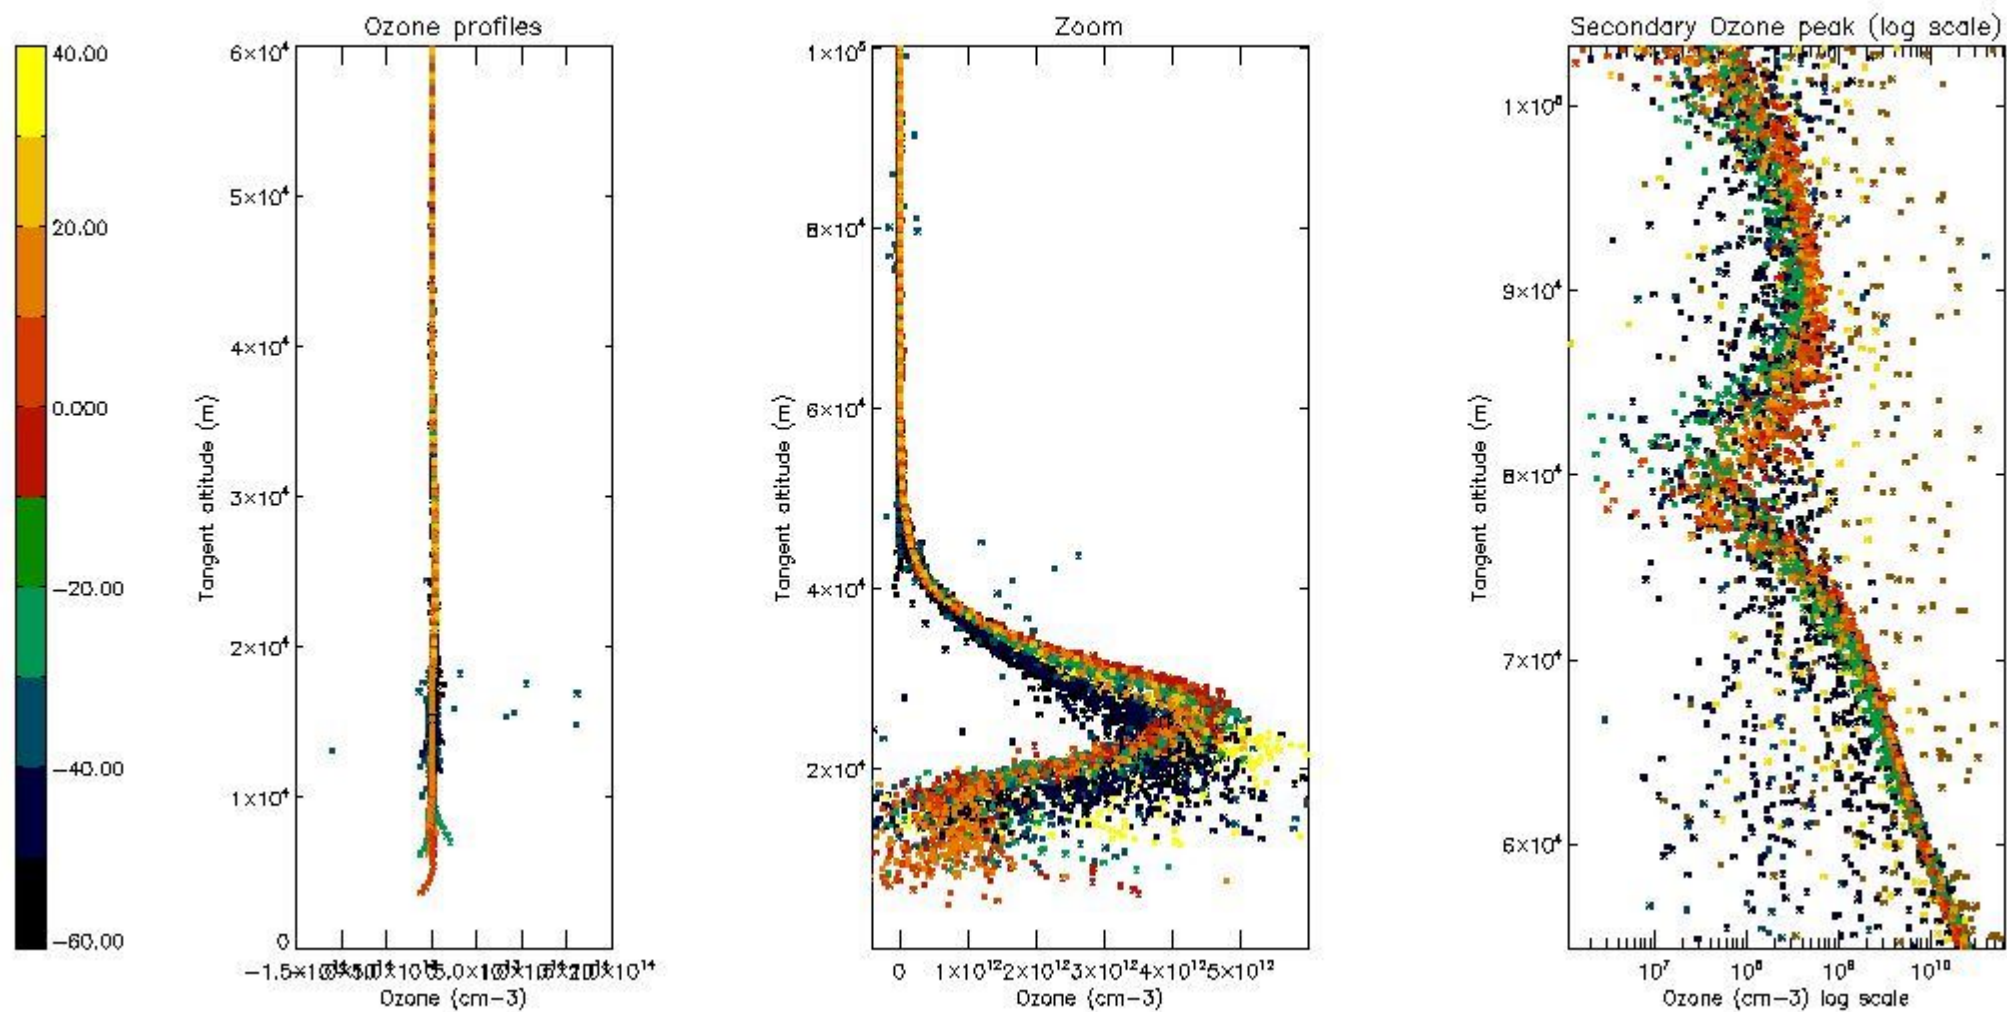 Ozone profiles
Zoom
Secondary Ozone peak (log scale)
40.00
20.00
0.000
−20.00
−40.00
−60.00
Tangent altitude (m)
6×10⁴
5×10⁴
4×10⁴
3×10⁴
2×10⁴
1×10⁴
0
Ozone (cm−3)
Tangent altitude (m)
1×10⁵
8×10⁴
6×10⁴
4×10⁴
2×10⁴
0 1×10¹² 2×10¹² 3×10¹² 4×10¹² 5×10¹²
Ozone (cm−3)
Tangent altitude (m)
1×10⁵
9×10⁴
8×10⁴
7×10⁴
6×10⁴
10⁷ 10⁸ 10⁹ 10¹⁰
Ozone (cm−3) log scale